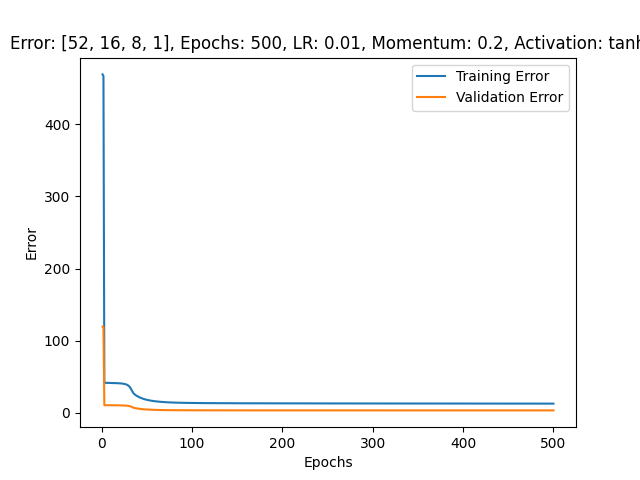 Error: [52, 16, 8, 1], Epochs: 500, LR: 0.01, Momentum: 0.2, Activation: tanh
Training Error
Validation Error
400
300
200
100
0
Error
0 100 200 300 400 500
Epochs